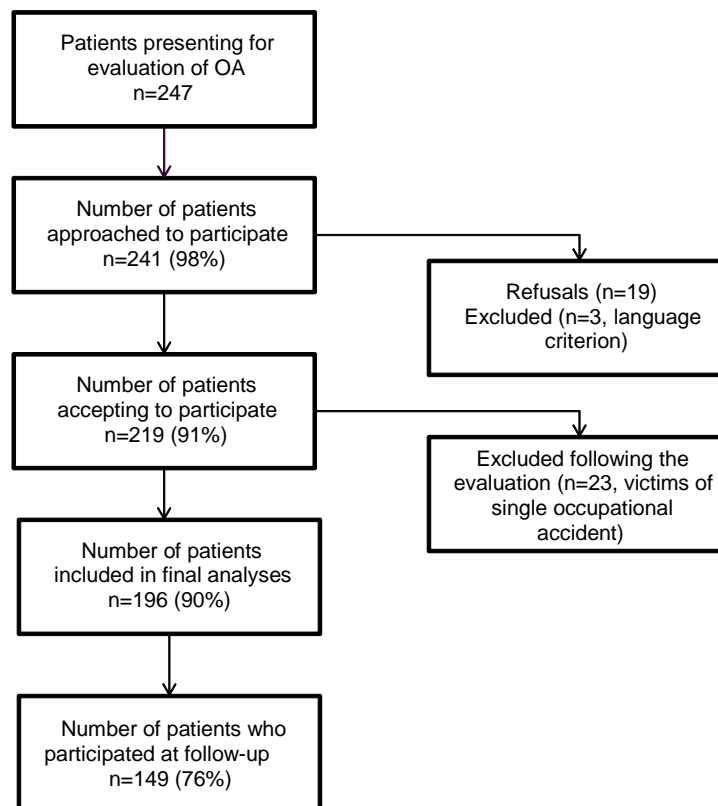 Patients presenting for
evaluation of OA
n=247
Number of patients
approached to participate
n=241 (98%)
Refusals (n=19)
Excluded (n=3, language
criterion)
Number of patients
accepting to participate
n=219 (91%)
Excluded following the
evaluation (n=23, victims of
single occupational
accident)
Number of patients
included in final analyses
n=196 (90%)
Number of patients who
participated at follow-up
n=149 (76%)